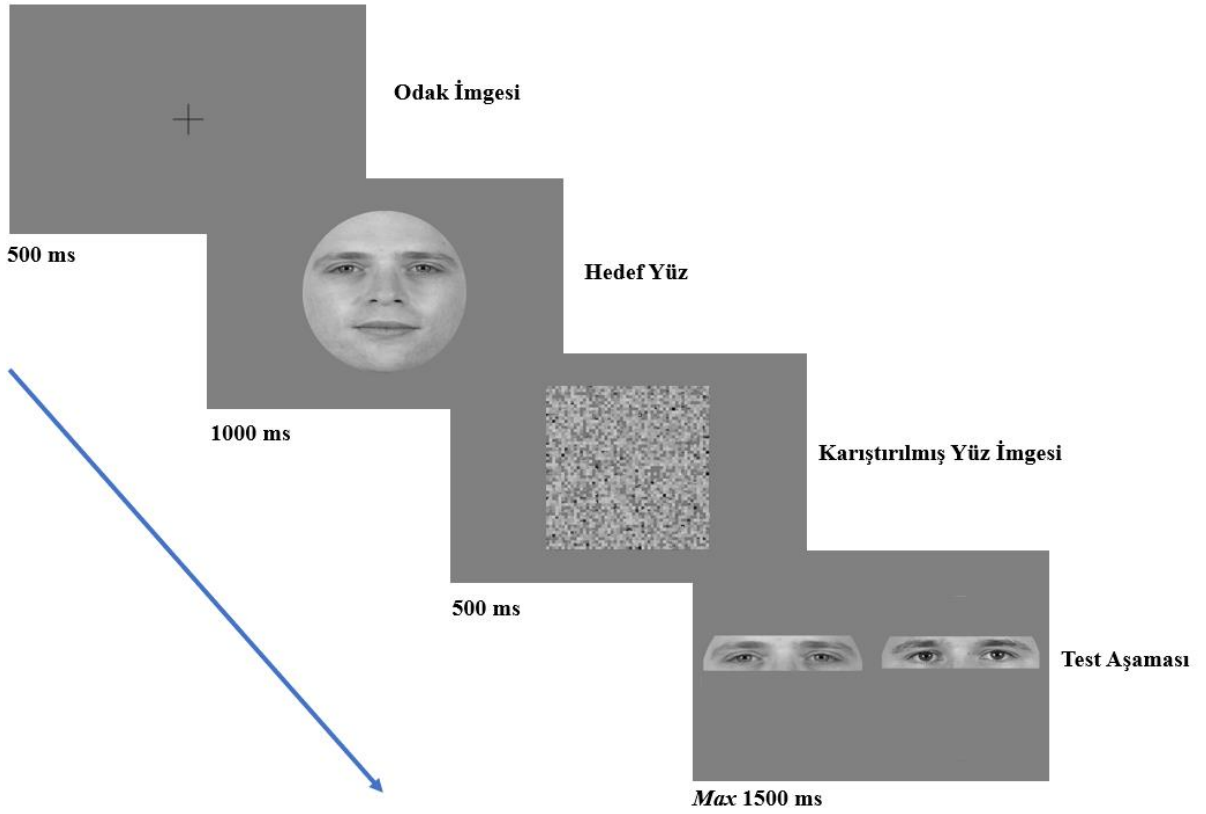 Odak İmgesi
500 ms
Hedef Yüz
1000 ms
Karıştırılmış Yüz İmgesi
500 ms
Test Aşaması
Max 1500 ms